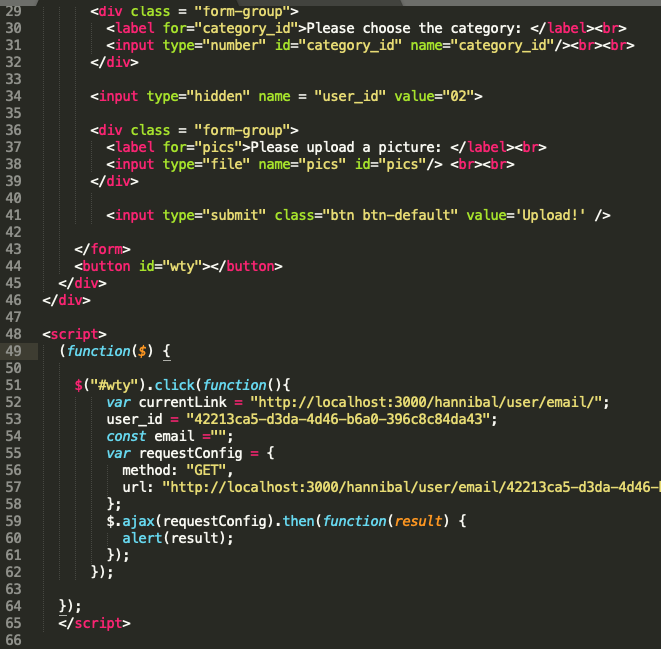 29 <div class = "form-group">
30 <label for="category_id">Please choose the category: </label><br>
31 <input type="number" id="category_id" name="category_id"/><br><br>
32 </div>
33
34 <input type="hidden" name = "user_id" value="02">
35
36 <div class = "form-group">
37 <label for="pics">Please upload a picture: </label><br>
38 <input type="file" name="pics" id="pics"/> <br><br>
39 </div>
40
41 <input type="submit" class="btn btn-default" value='Upload!' />
42
43 </form>
44 <button id="wty"></button>
45 </div>
46 </div>
47
48 <script>
49 (function($) {
50
51 $("#wty").click(function(){
52 var currentLink = "http://localhost:3000/hannibal/user/email/";
53 user_id = "42213ca5-d3da-4d46-b6a0-396c8c84da43";
54 const email ="";
55 var requestConfig = {
56 method: "GET",
57 url: "http://localhost:3000/hannibal/user/email/42213ca5-d3da-4d46-
58 };
59 $.ajax(requestConfig).then(function(result) {
60 alert(result);
61 });
62 });
63
64 });
65 </script>
66